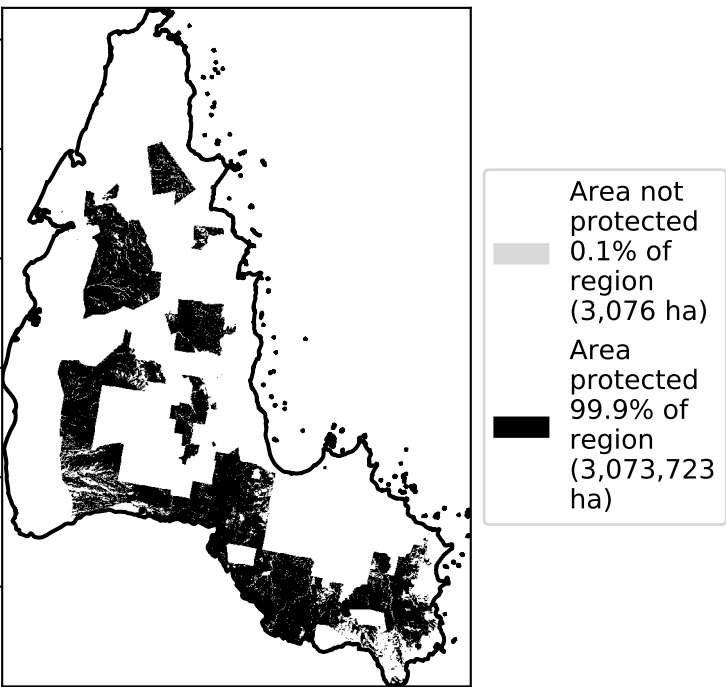 Area not
protected
0.1% of
region
(3,076 ha)
Area
protected
99.9% of
region
(3,073,723
ha)